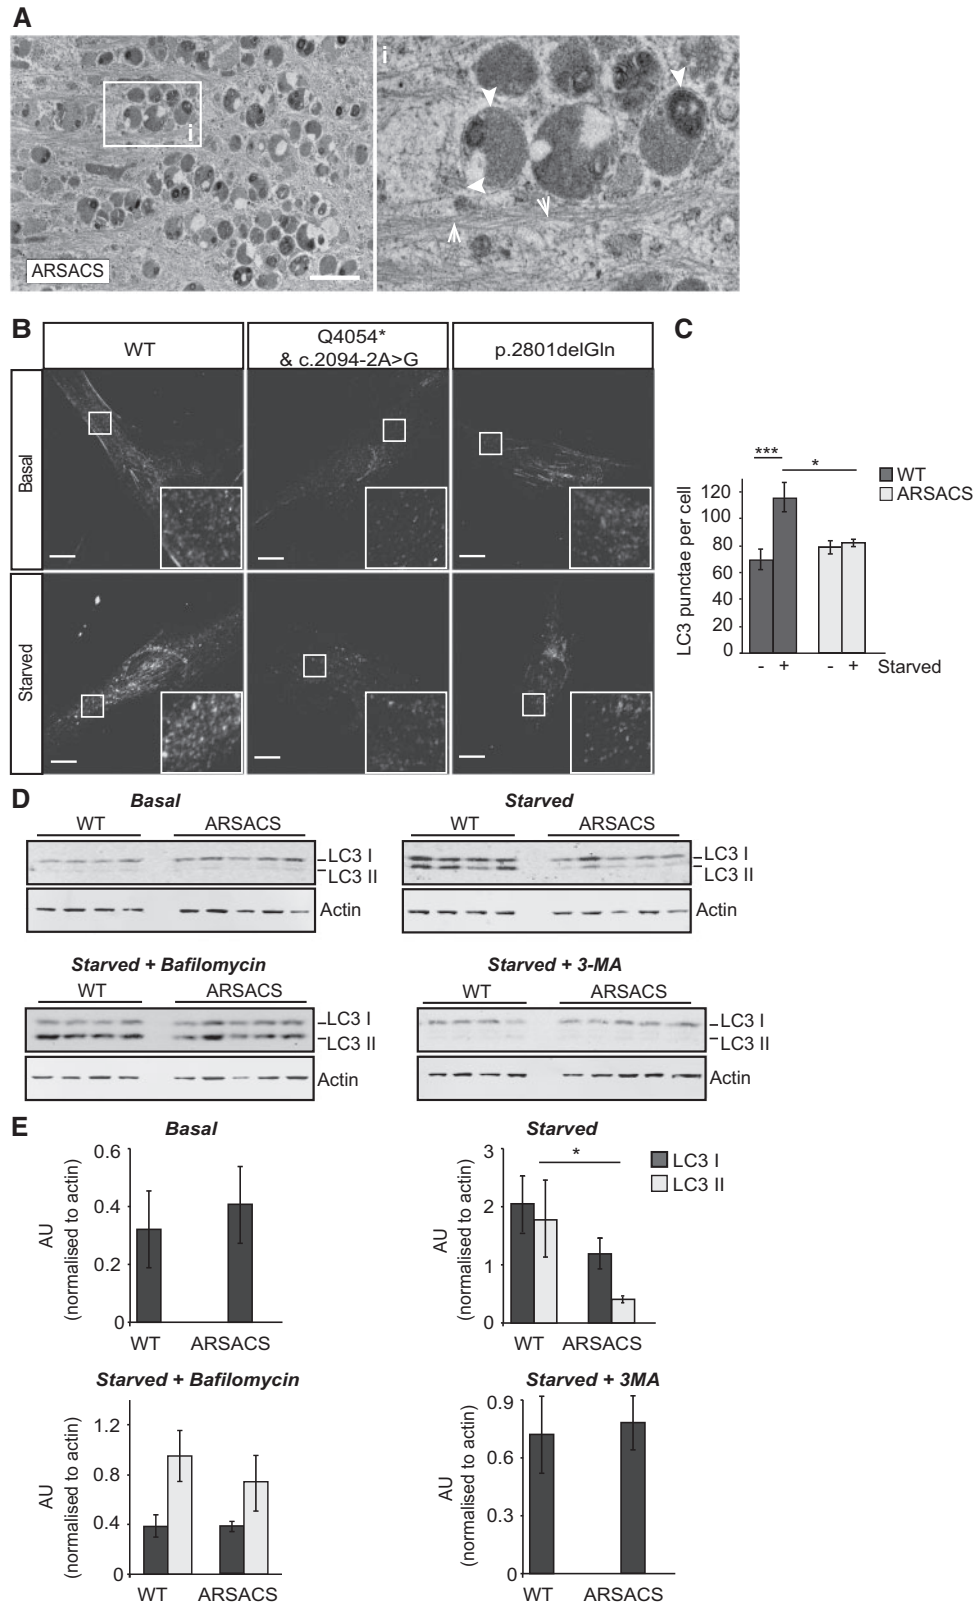 A
i
i
ARSACS
B
WT
Q4054*
& c.2094-2A>G
p.2801delGln
Basal
Starved
C
***
*
WT
ARSACS
LC3 punctae per cell
120
100
80
60
40
20
0
- + - + Starved
D
Basal
WT ARSACS
LC3 I
LC3 II
Actin
Starved
WT ARSACS
LC3 I
LC3 II
Actin
Starved + Bafilomycin
WT ARSACS
LC3 I
LC3 II
Actin
Starved + 3-MA
WT ARSACS
LC3 I
LC3 II
Actin
E
Basal
AU
(normalised to actin)
0.6
0.4
0.2
0
WT ARSACS
Starved
AU
(normalised to actin)
3
2
1
0
*
LC3 I
LC3 II
WT ARSACS
Starved + Bafilomycin
AU
(normalised to actin)
1.2
0.8
0.4
0
WT ARSACS
Starved + 3MA
AU
(normalised to actin)
0.9
0.6
0.3
0
WT ARSACS